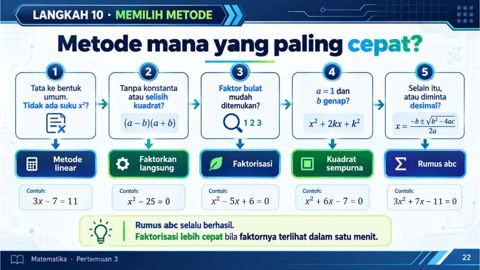 LANGKAH 10 • MEMILIH METODE
Metode mana yang paling cepat?
1
Tata ke bentuk
umum.
Tidak ada suku x²?
Metode
linear
Contoh:
3x − 7 = 11
2
Tanpa konstanta
atau selisih
kuadrat?
(a − b)(a + b)
Faktorkan
langsung
Contoh:
x² − 25 = 0
3
Faktor bulat
mudah
ditemukan?
1 2 3
Faktorisasi
Contoh:
x² − 5x + 6 = 0
4
a = 1 dan
b genap?
x² + 2kx + k²
Kuadrat
sempurna
Contoh:
x² + 6x − 7 = 0
5
Selain itu,
atau diminta
desimal?
x = (−b ± √(b² − 4ac))/2a
Σ
Rumus abc
Contoh:
3x² + 7x − 11 = 0
Rumus abc selalu berhasil.
Faktorisasi lebih cepat bila faktornya terlihat dalam satu menit.
Matematika • Pertemuan 3
22